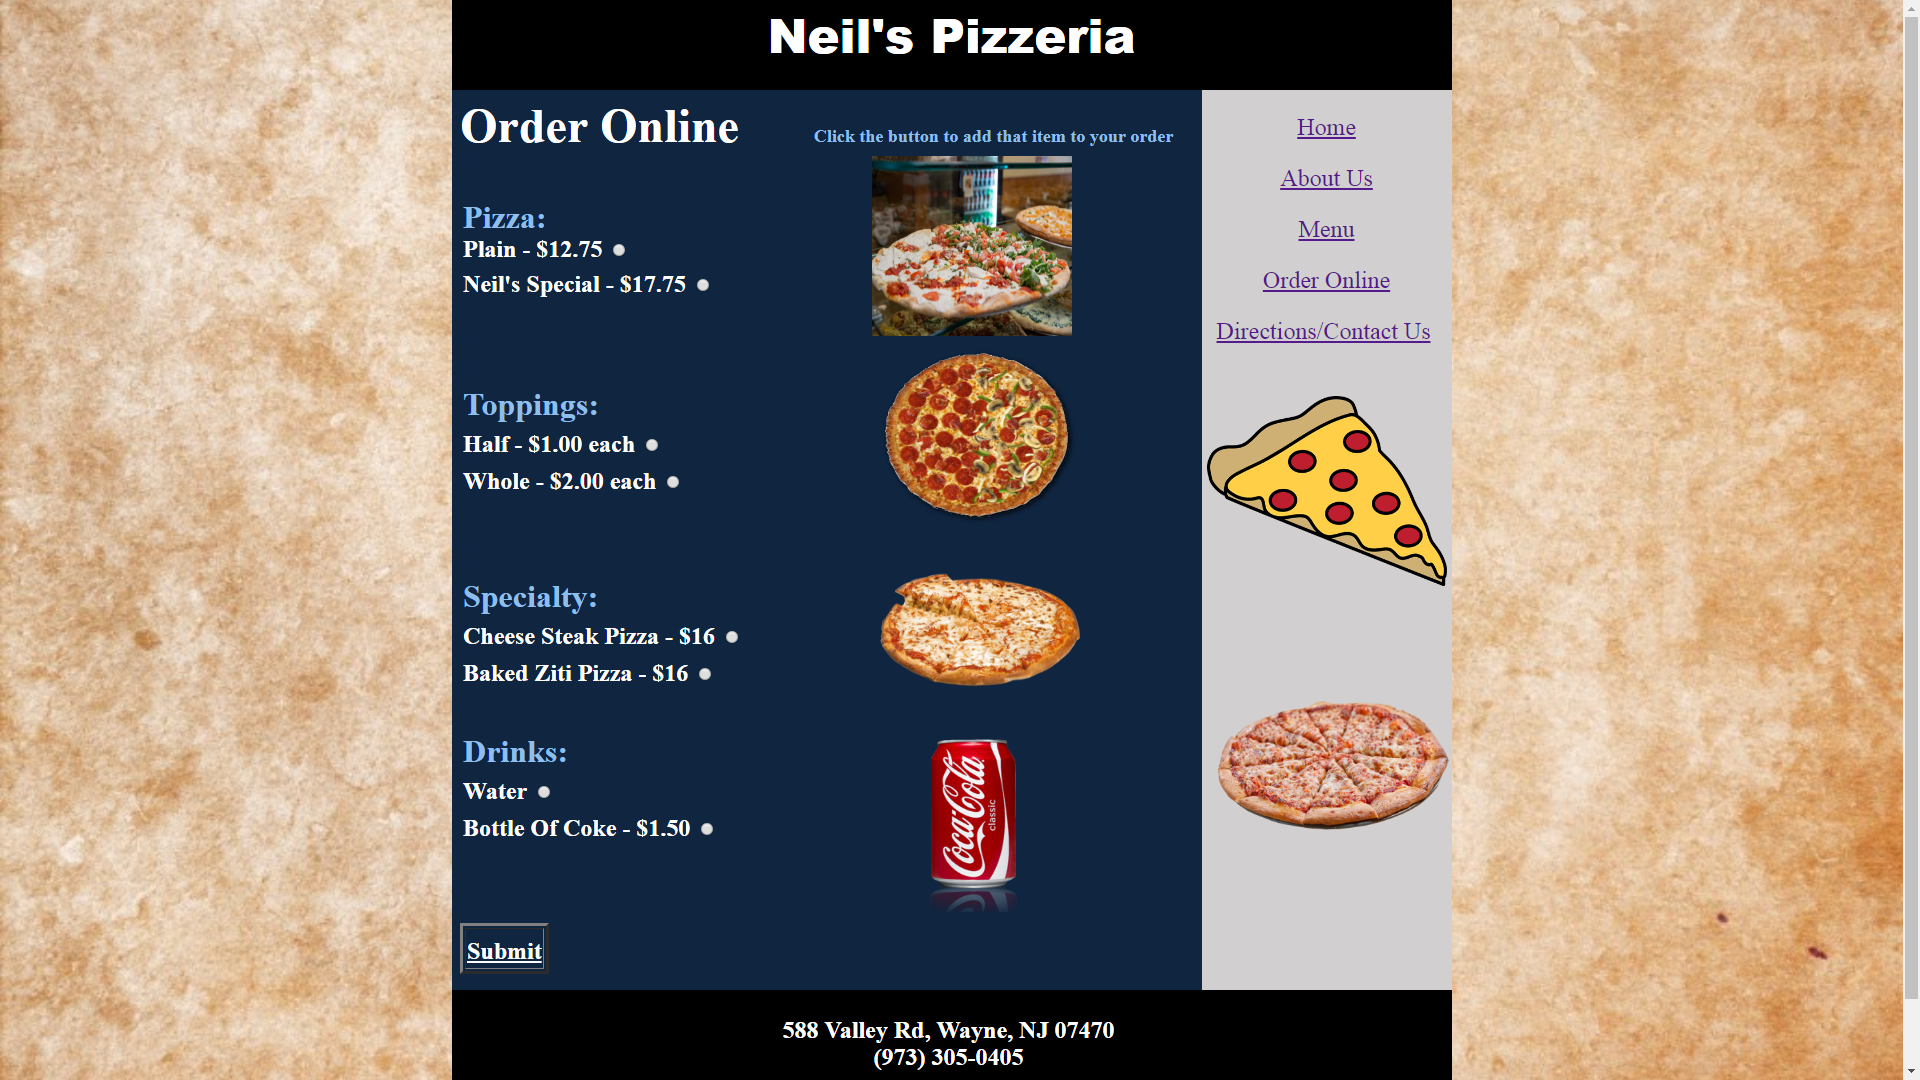 Neil's Pizzeria
Order Online
Click the button to add that item to your order
Pizza:
Plain - $12.75
Neil's Special - $17.75
Toppings:
Half - $1.00 each
Whole - $2.00 each
Specialty:
Cheese Steak Pizza - $16
Baked Ziti Pizza - $16
Drinks:
Water
Bottle Of Coke - $1.50
Coca-Cola
classic
Submit
Home
About Us
Menu
Order Online
Directions/Contact Us
588 Valley Rd, Wayne, NJ 07470
(973) 305-0405